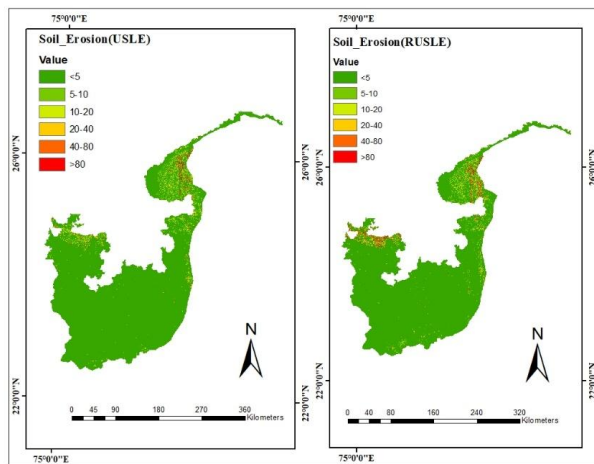 75°0'0"E
Soil_Erosion(USLE)
Value
<5
5-10
10-20
20-40
40-80
>80
26°0'0"N
26°0'0"N
22°0'0"N
22°0'0"N
N
0 45 90 180 270 360
Kilometers
75°0'0"E
75°0'0"E
Soil_Erosion(RUSLE)
Value
<5
5-10
10-20
20-40
40-80
>80
26°0'0"N
22°0'0"N
N
0 40 80 160 240 320
Kilometers
75°0'0"E